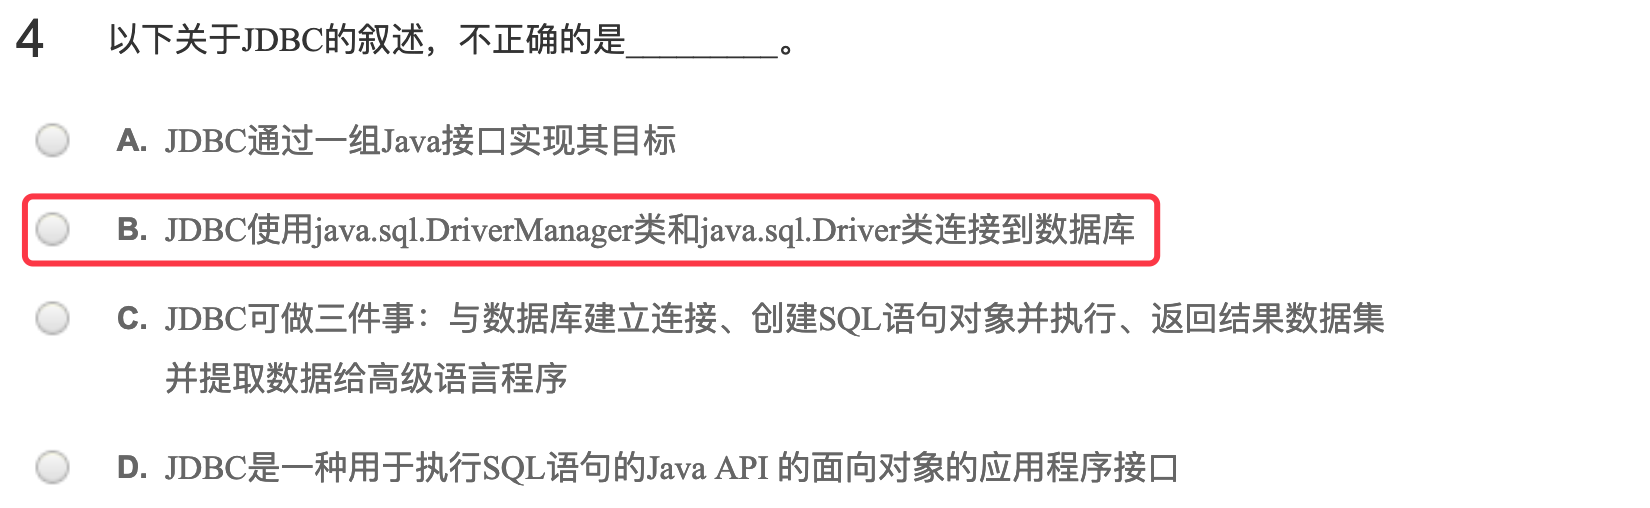 4 以下关于JDBC的叙述，不正确的是_________。
A. JDBC通过一组Java接口实现其目标
B. JDBC使用java.sql.DriverManager类和java.sql.Driver类连接到数据库
C. JDBC可做三件事：与数据库建立连接、创建SQL语句对象并执行、返回结果数据集
并提取数据给高级语言程序
D. JDBC是一种用于执行SQL语句的Java API 的面向对象的应用程序接口